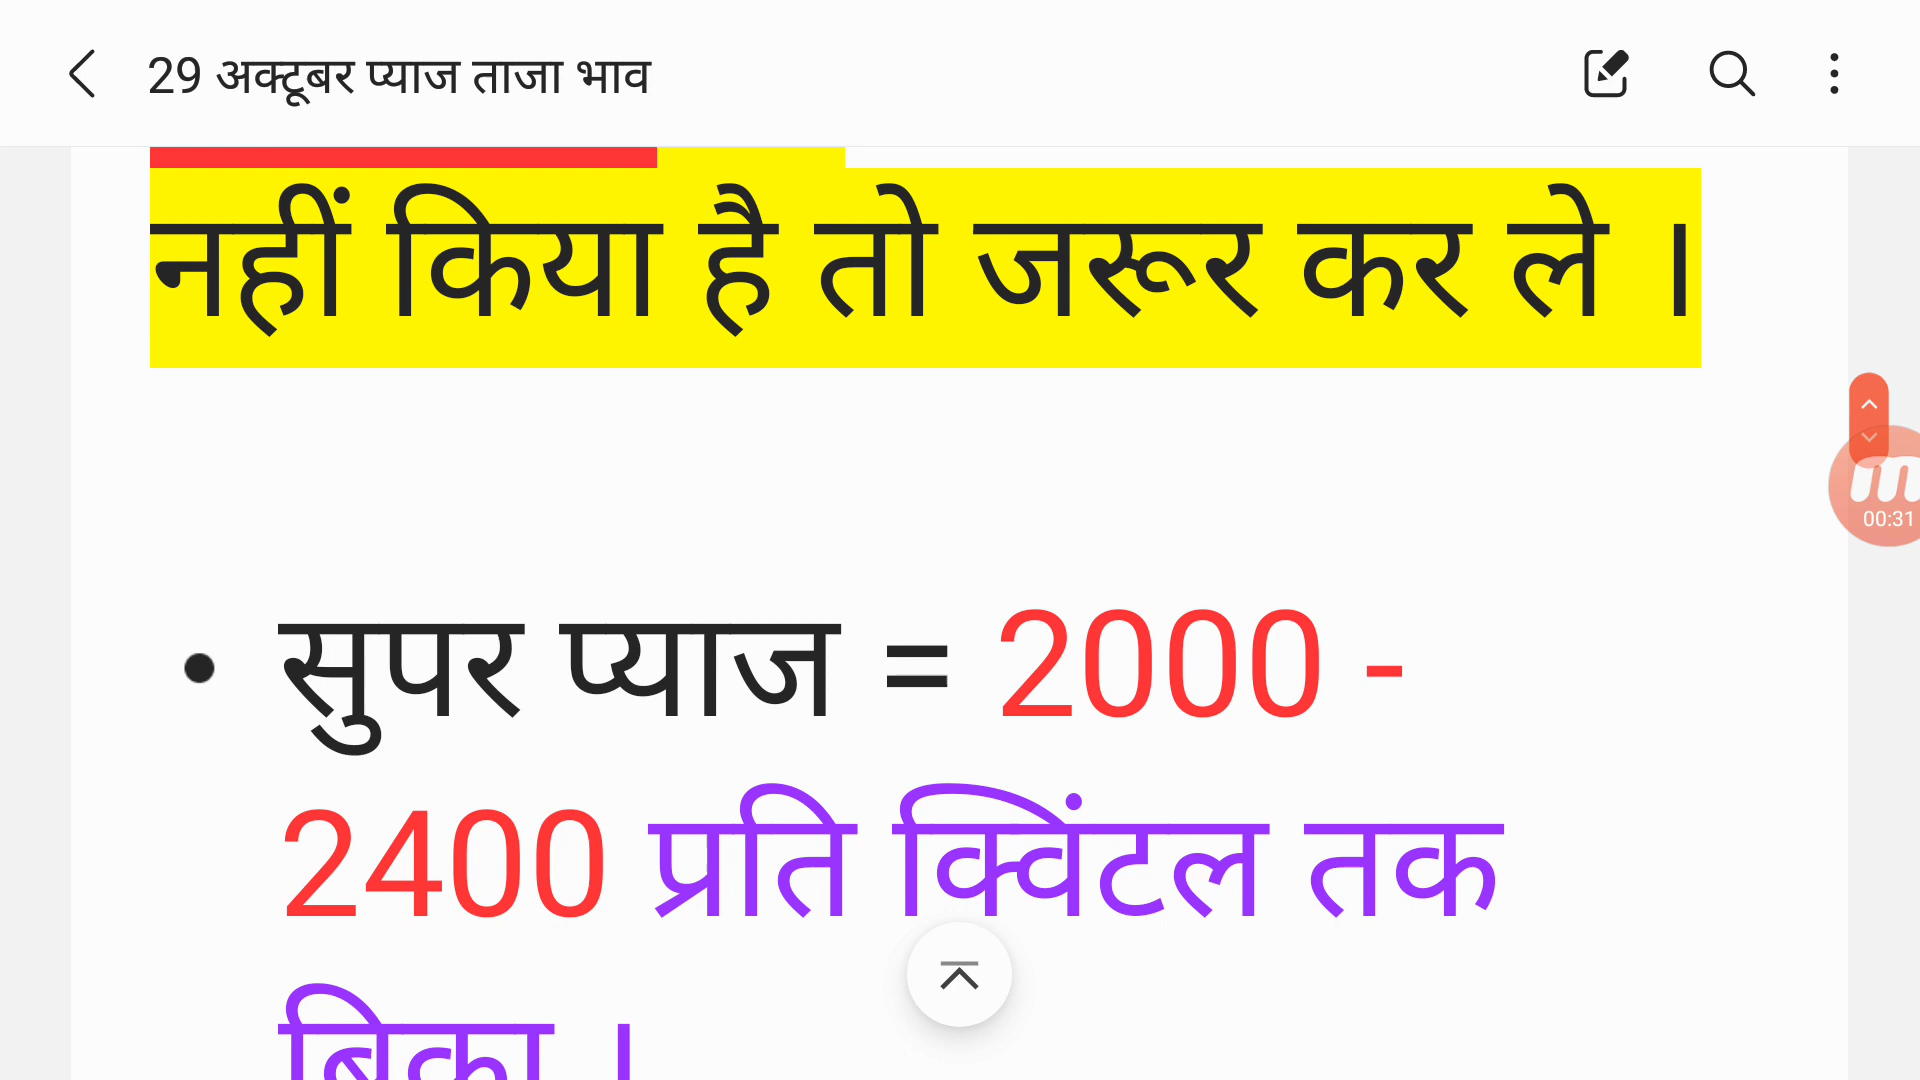 29 अक्टूबर प्याज ताजा भाव
नहीं किया है तो जरूर कर ले ।
00:31
• सुपर प्याज = 2000 -
2400 प्रति क्विंटल तक
बिका ।